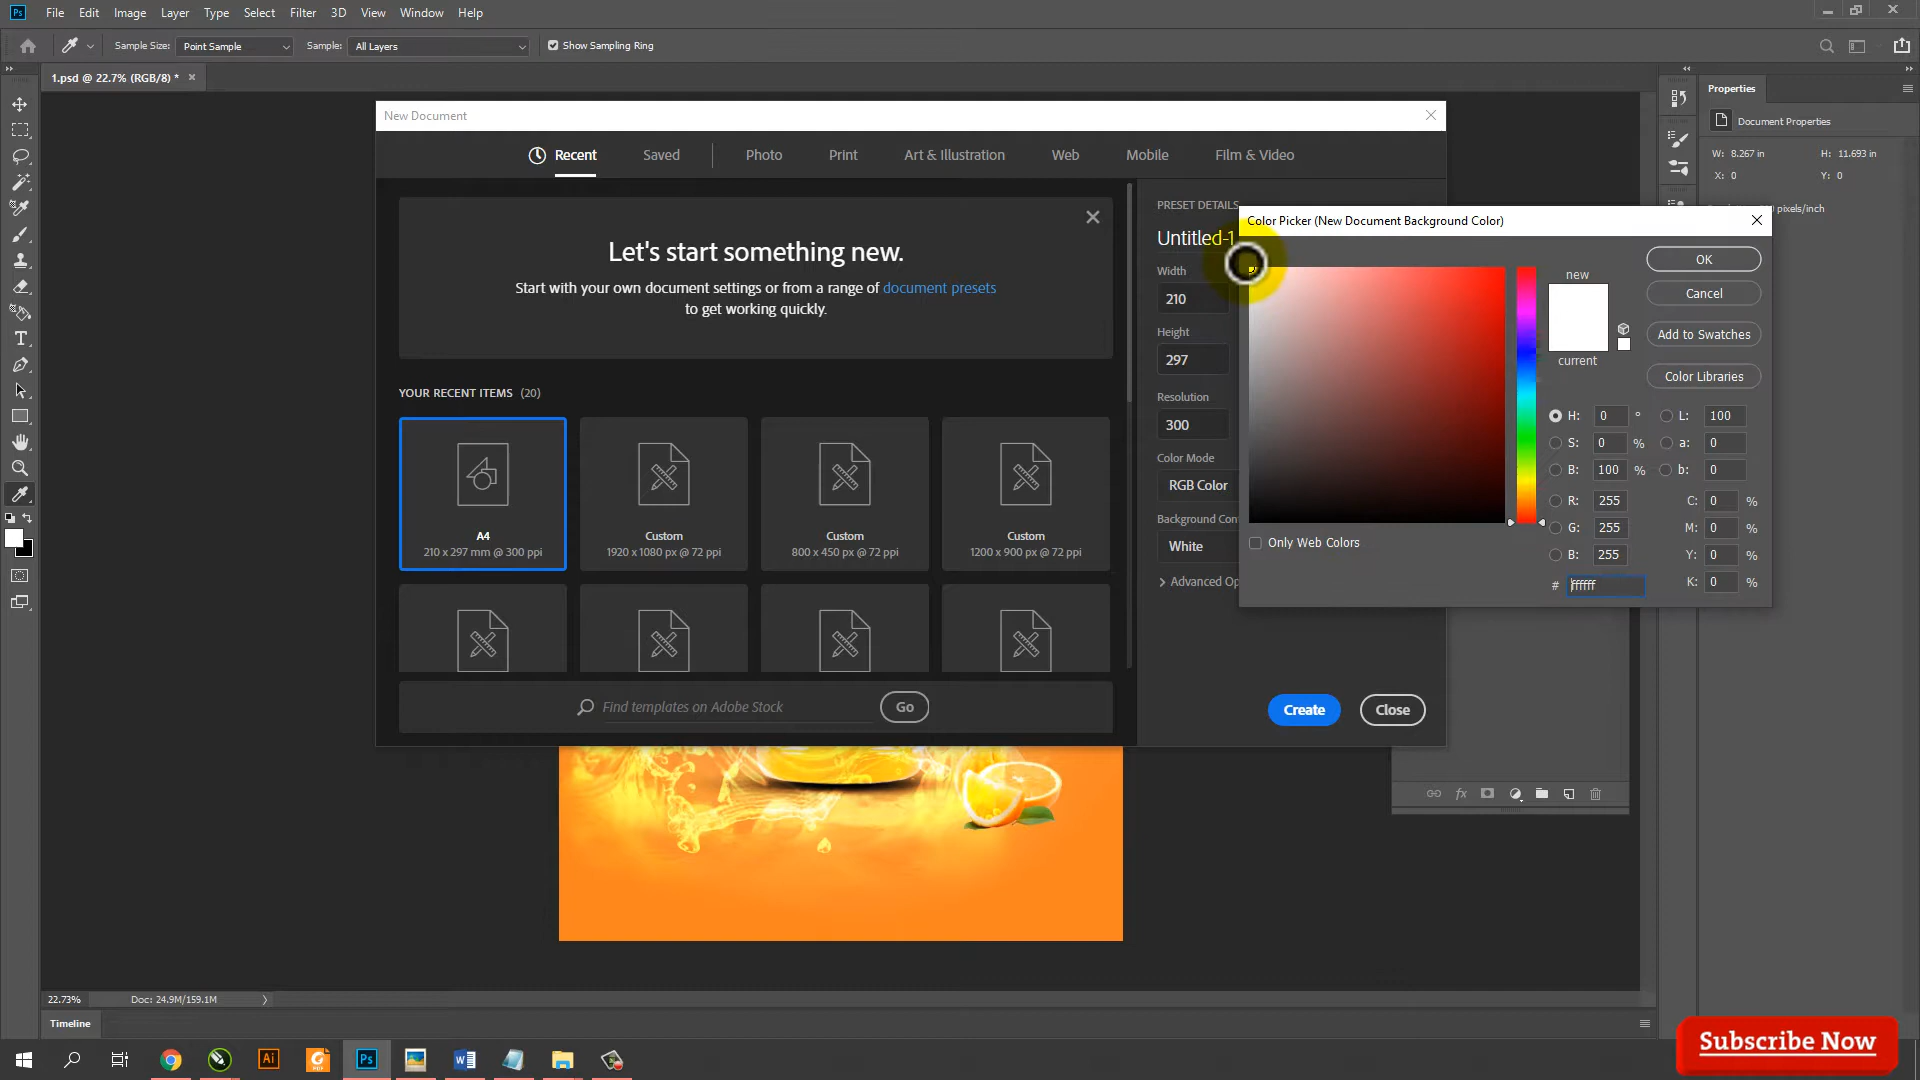 Ps File Edit Image Layer Type Select Filter 3D View Window Help
Sample Size: Point Sample Sample: All Layers Show Sampling Ring
1.psd @ 22.7% (RGB/8) *
Properties
Document Properties
W: 8.267 in H: 11.693 in
X: 0 Y: 0
pixels/inch
New Document
Recent Saved Photo Print Art & Illustration Web Mobile Film & Video
Let's start something new.
Start with your own document settings or from a range of document presets
to get working quickly.
YOUR RECENT ITEMS (20)
A4
210 x 297 mm @ 300 ppi
Custom
1920 x 1080 px @ 72 ppi
Custom
800 x 450 px @ 72 ppi
Custom
1200 x 900 px @ 72 ppi
Find templates on Adobe Stock Go
PRESET DETAILS
Untitled-1
Width
210
Height
297
Resolution
300
Color Mode
RGB Color
Background Con
White
Advanced Op
Create Close
Color Picker (New Document Background Color)
new
current
OK
Cancel
Add to Swatches
Color Libraries
H: 0 ° L: 100
S: 0 % a: 0
B: 100 % b: 0
R: 255 C: 0 %
G: 255 M: 0 %
B: 255 Y: 0 %
# ffffff K: 0 %
Only Web Colors
fx
22.73% Doc: 24.9M/159.1M
Timeline
Ai Ps
Subscribe Now